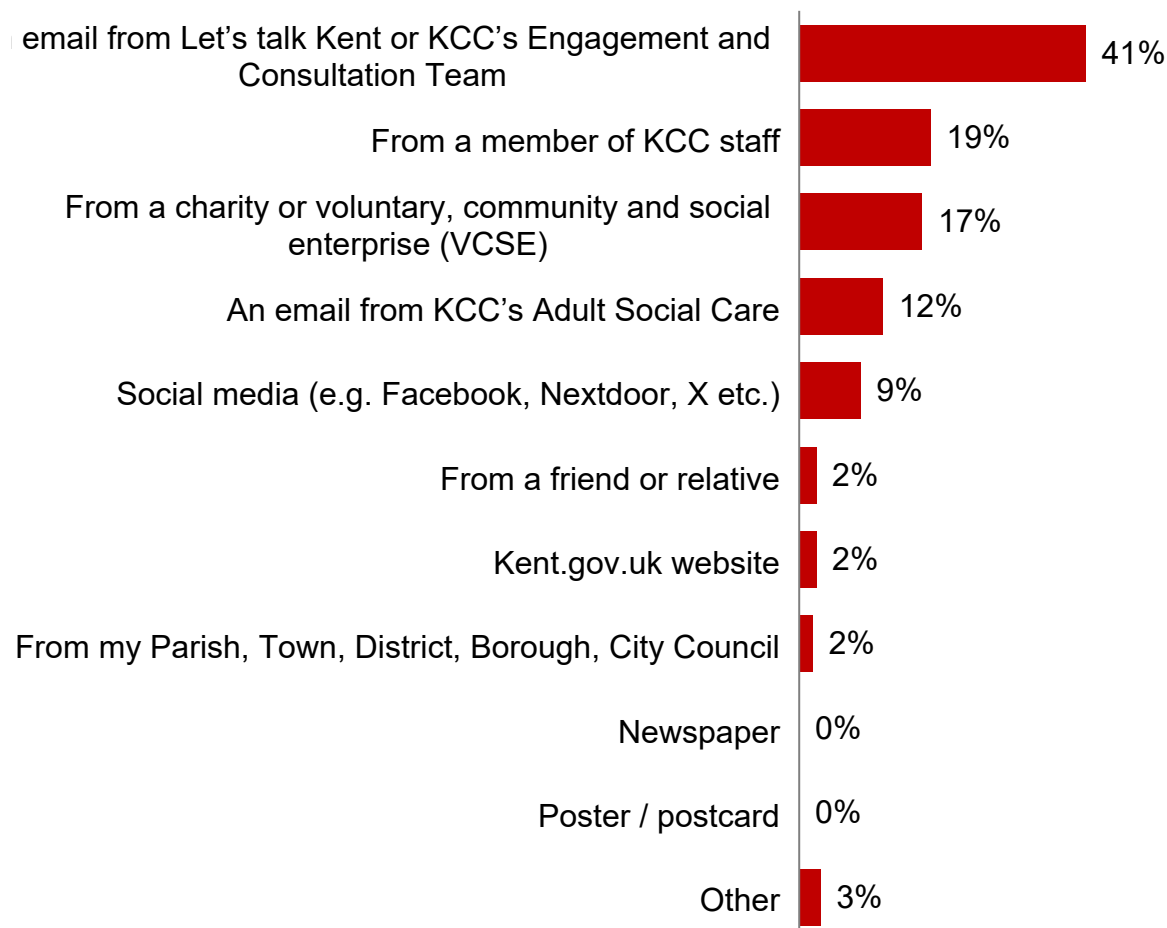 email from Let’s talk Kent or KCC’s Engagement and
Consultation Team
41%
From a member of KCC staff
19%
From a charity or voluntary, community and social
enterprise (VCSE)
17%
An email from KCC’s Adult Social Care
12%
Social media (e.g. Facebook, Nextdoor, X etc.)
9%
From a friend or relative
2%
Kent.gov.uk website
2%
From my Parish, Town, District, Borough, City Council
2%
Newspaper
0%
Poster / postcard
0%
Other
3%